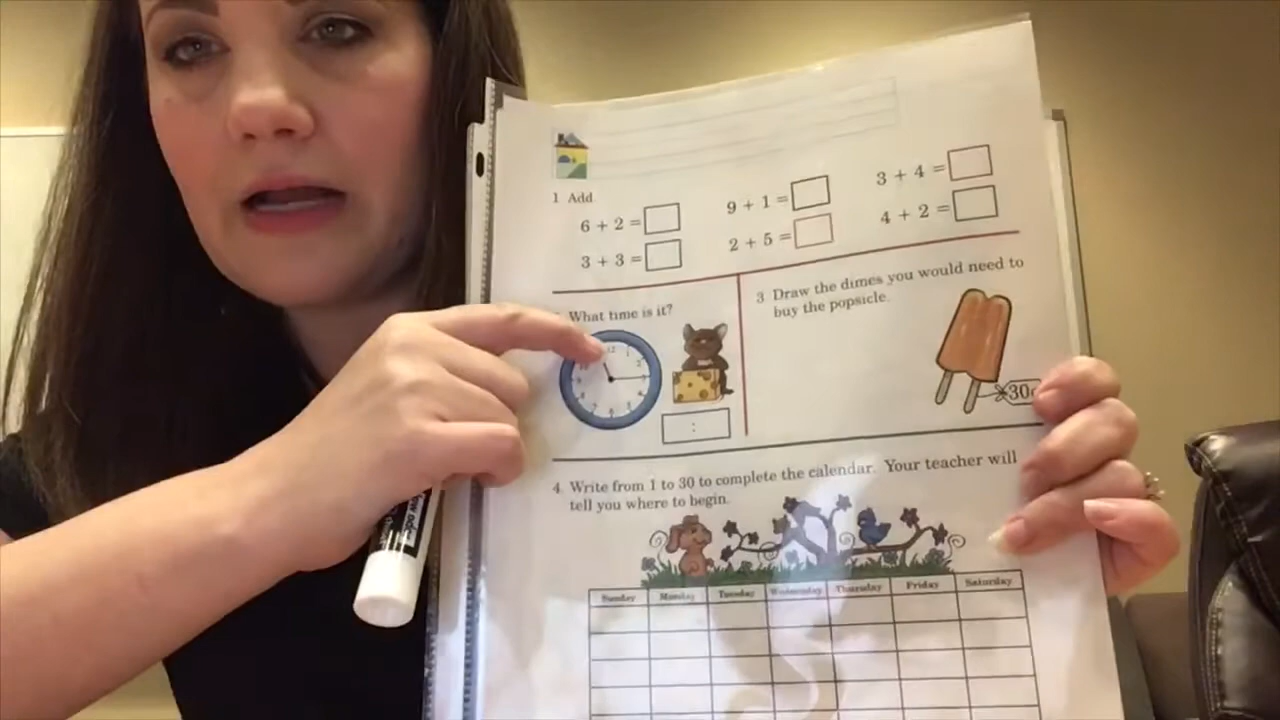 1 Add.
6 + 2 =
9 + 1 =
3 + 4 =
3 + 3 =
2 + 5 =
4 + 2 =
What time is it?
:
3 Draw the dimes you would need to
buy the popsicle.
30¢
4 Write from 1 to 30 to complete the calendar. Your teacher will
tell you where to begin.
Sunday Monday Tuesday Wednesday Thursday Friday Saturday